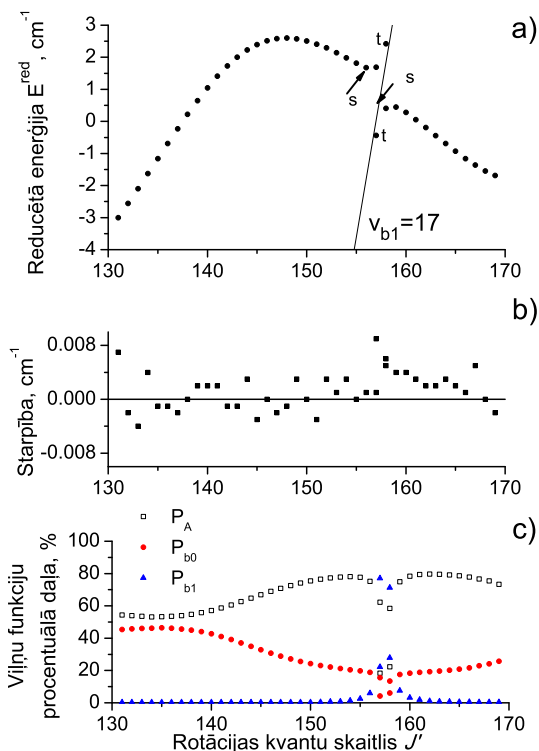 a)
Reducētā enerģija E^red, cm^-1
3
2
1
0
-1
-2
-3
-4
t
s
s
t
v_b1=17
130 140 150 160 170
b)
Starpība, cm^-1
0.008
0.000
-0.008
130 140 150 160 170
c)
P_A
P_b0
P_b1
Viļņu funkciju
procentuālā daļa, %
100
80
60
40
20
0
130 140 150 160 170
Rotācijas kvantu skaitlis J″